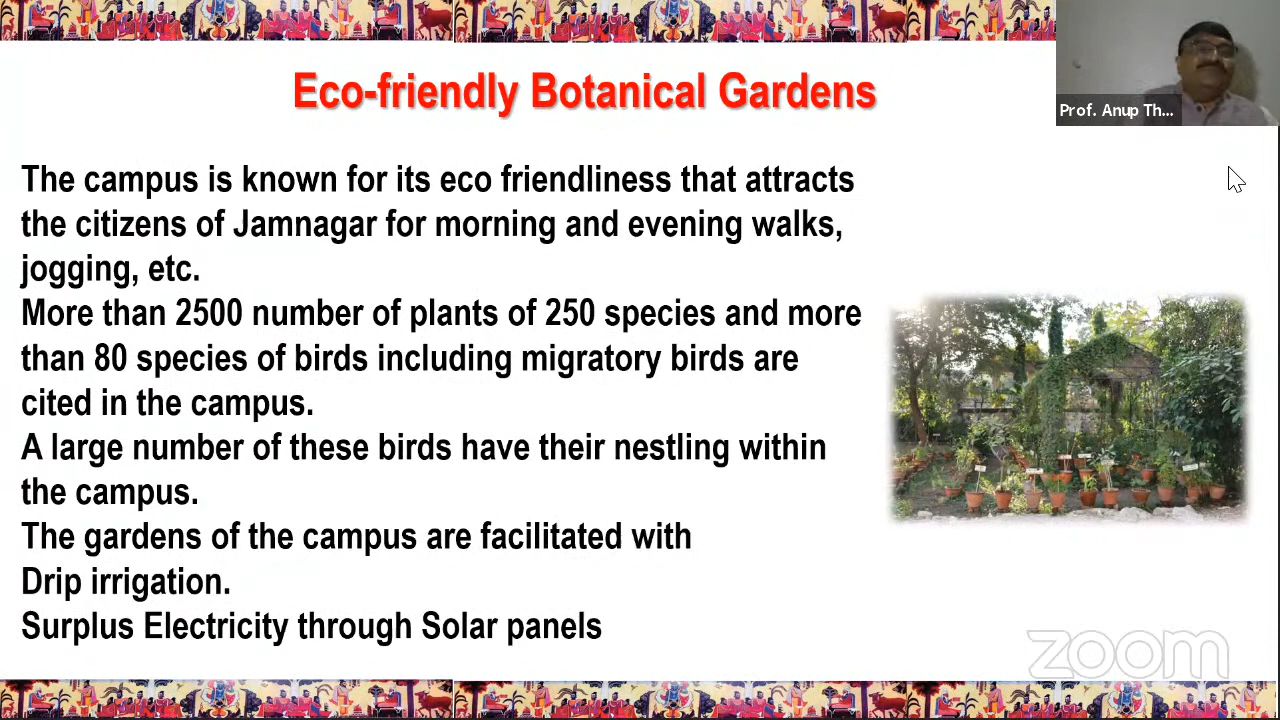 Eco-friendly Botanical Gardens
Prof. Anup Th...
The campus is known for its eco friendliness that attracts
the citizens of Jamnagar for morning and evening walks,
jogging, etc.
More than 2500 number of plants of 250 species and more
than 80 species of birds including migratory birds are
cited in the campus.
A large number of these birds have their nestling within
the campus.
The gardens of the campus are facilitated with
Drip irrigation.
Surplus Electricity through Solar panels
zoom